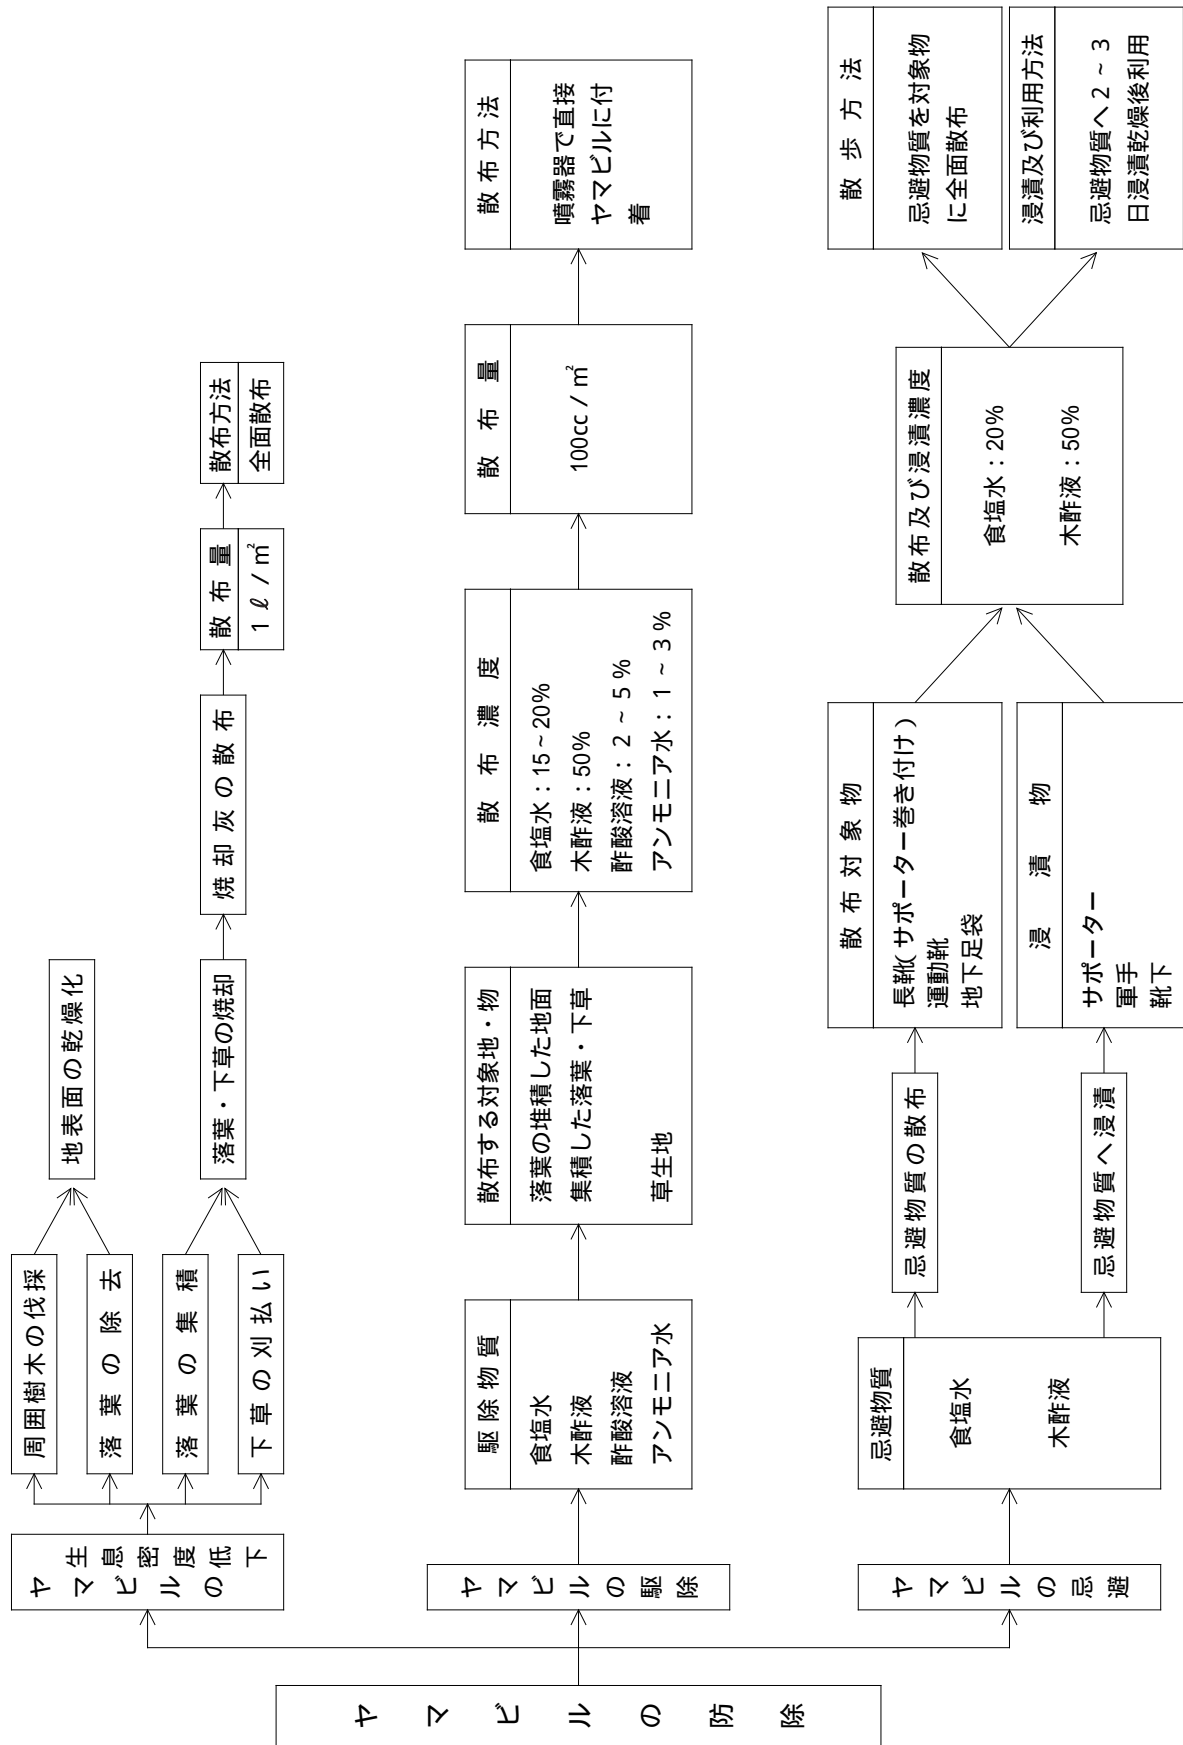 ヤマビルの防除
ヤマビルの
生息密度低下
周囲樹木の伐採
落葉の除去
落葉の集積
下草の刈払い
地表面の乾燥化
落葉・下草の焼却
焼却灰の散布
散布量
1ℓ/㎡
散布方法
全面散布
ヤマビルの駆除
駆除物質
食塩水
木酢液
酢酸溶液
アンモニア水
散布する対象地・物
落葉の堆積した地面
集積した落葉・下草
草生地
散布濃度
食塩水：15~20%
木酢液：50%
酢酸溶液：2~5%
アンモニア水：1~3%
散布量
100cc/㎡
散布方法
噴霧器で直接
ヤマビルに付
着
ヤマビルの忌避
忌避物質
食塩水
木酢液
忌避物質の散布
忌避物質へ浸漬
散布対象物
長靴(サポーター巻き付け)
運動靴
地下足袋
浸漬物
サポーター
軍手
靴下
散布及び浸漬濃度
食塩水：20%
木酢液：50%
散歩方法
忌避物質を対象物
に全面散布
浸漬及び利用方法
忌避物質へ2~3
日浸漬乾燥後利用